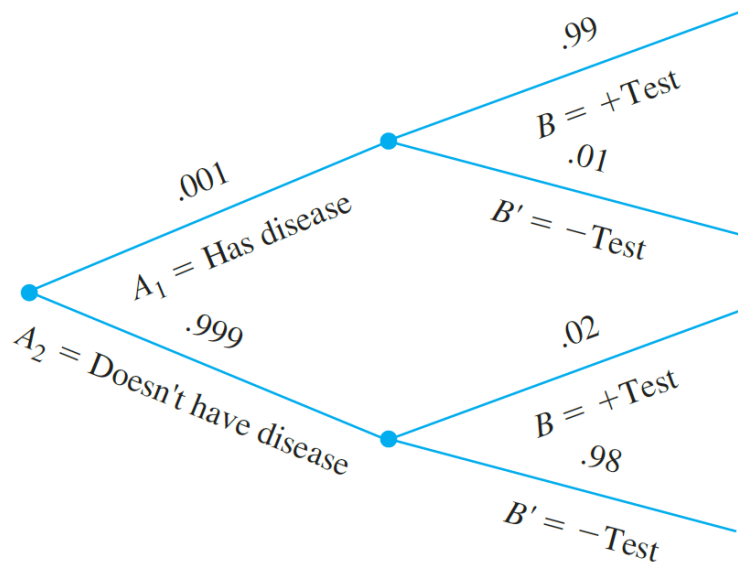 .99
B = +Test
.001
.01
A₁ = Has disease
B' = −Test
.999
A₂ = Doesn't have disease
.02
B = +Test
.98
B' = −Test